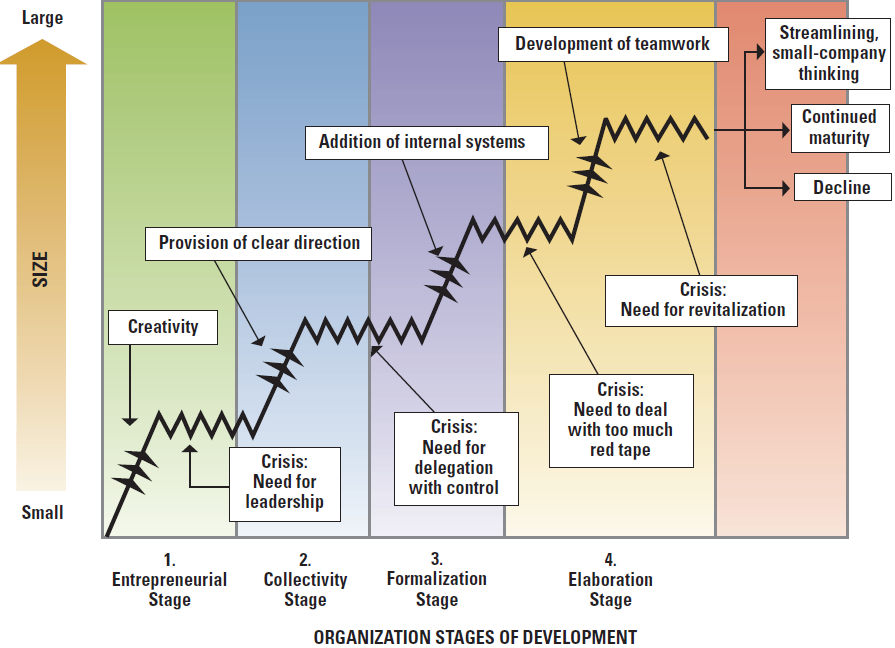 Large
SIZE
Small
Creativity
Crisis:
Need for
leadership
Provision of clear direction
Crisis:
Need for
delegation
with control
Addition of internal systems
Crisis:
Need to deal
with too much
red tape
Development of teamwork
Crisis:
Need for revitalization
Streamlining,
small-company
thinking
Continued
maturity
Decline
1.
Entrepreneurial
Stage
2.
Collectivity
Stage
3.
Formalization
Stage
4.
Elaboration
Stage
ORGANIZATION STAGES OF DEVELOPMENT